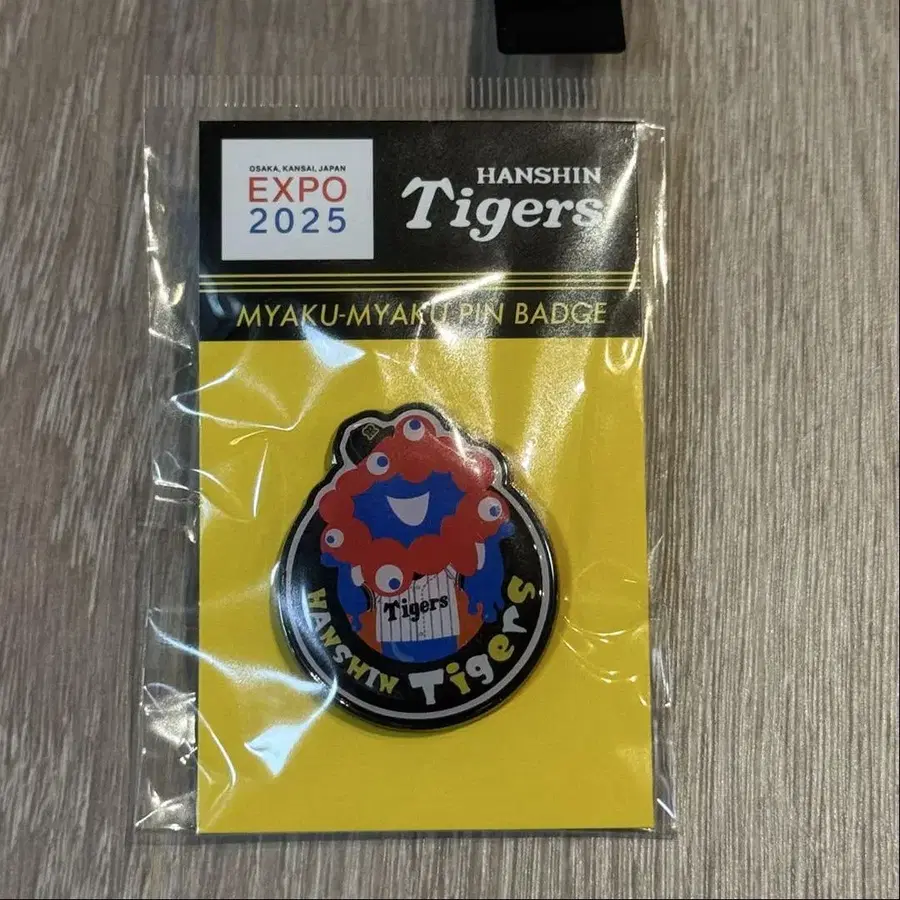 OSAKA, KANSAI, JAPAN
EXPO
2025
HANSHIN
Tigers
MYAKU-MYAKU PIN BADGE
Tigers
HANSHIN Tigers